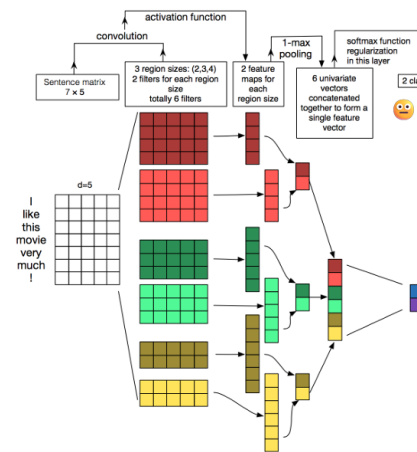 activation function
convolution
1-max
pooling
softmax function
regularization
in this layer
Sentence matrix
7 × 5
3 region sizes: (2,3,4)
2 filters for each region
size
totally 6 filters
2 feature
maps for
each
region size
6 univariate
vectors
concatenated
together to form a
single feature
vector
2 cla
d=5
I
like
this
movie
very
much
!